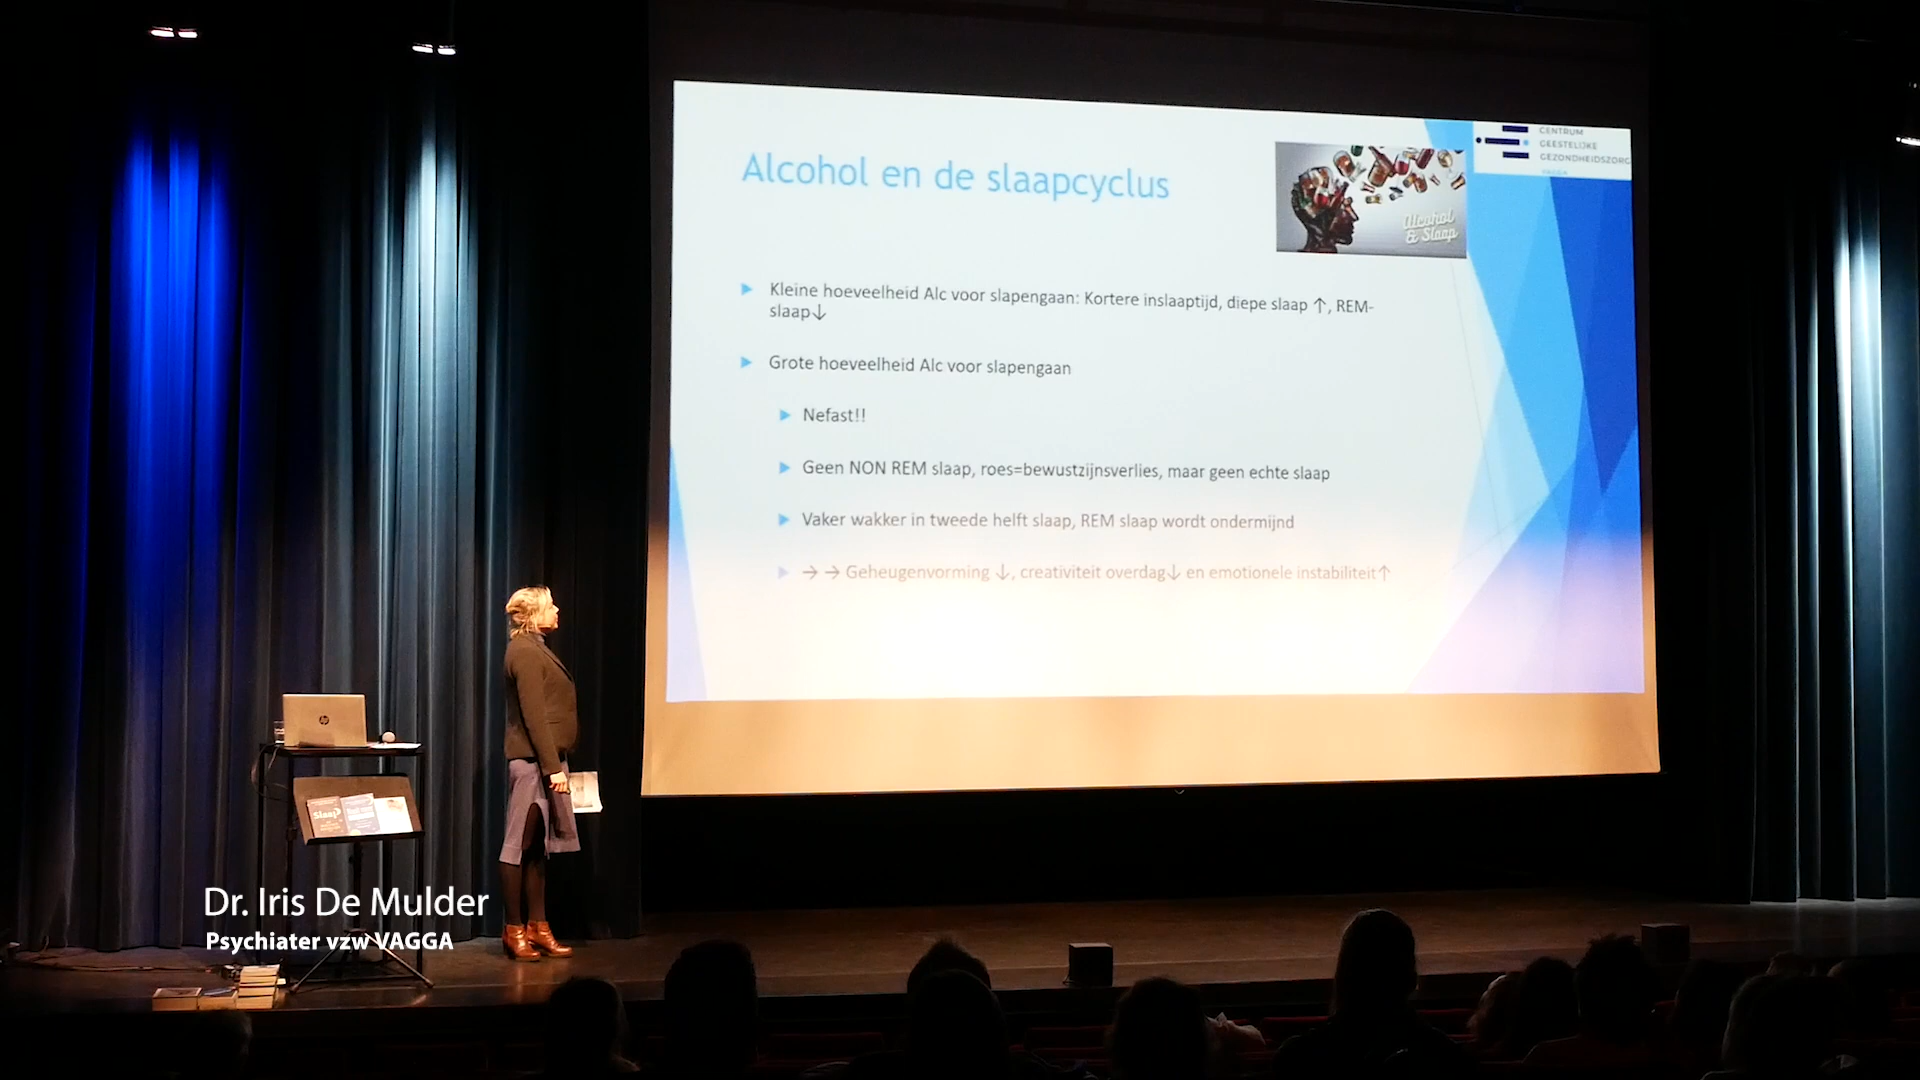 Alcohol en de slaapcyclus
Alcohol
& Slaap
CENTRUM
GEESTELIJKE
GEZONDHEIDSZORG
VAGGA
Kleine hoeveelheid Alc voor slapengaan: Kortere inslaaptijd, diepe slaap ↑, REM-
slaap↓
Grote hoeveelheid Alc voor slapengaan
Nefast!!
Geen NON REM slaap, roes=bewustzijnsverlies, maar geen echte slaap
Vaker wakker in tweede helft slaap, REM slaap wordt ondermijnd
→ → Geheugenvorming ↓, creativiteit overdag↓ en emotionele instabiliteit↑
hp
Slaap
Dr. Iris De Mulder
Psychiater vzw VAGGA